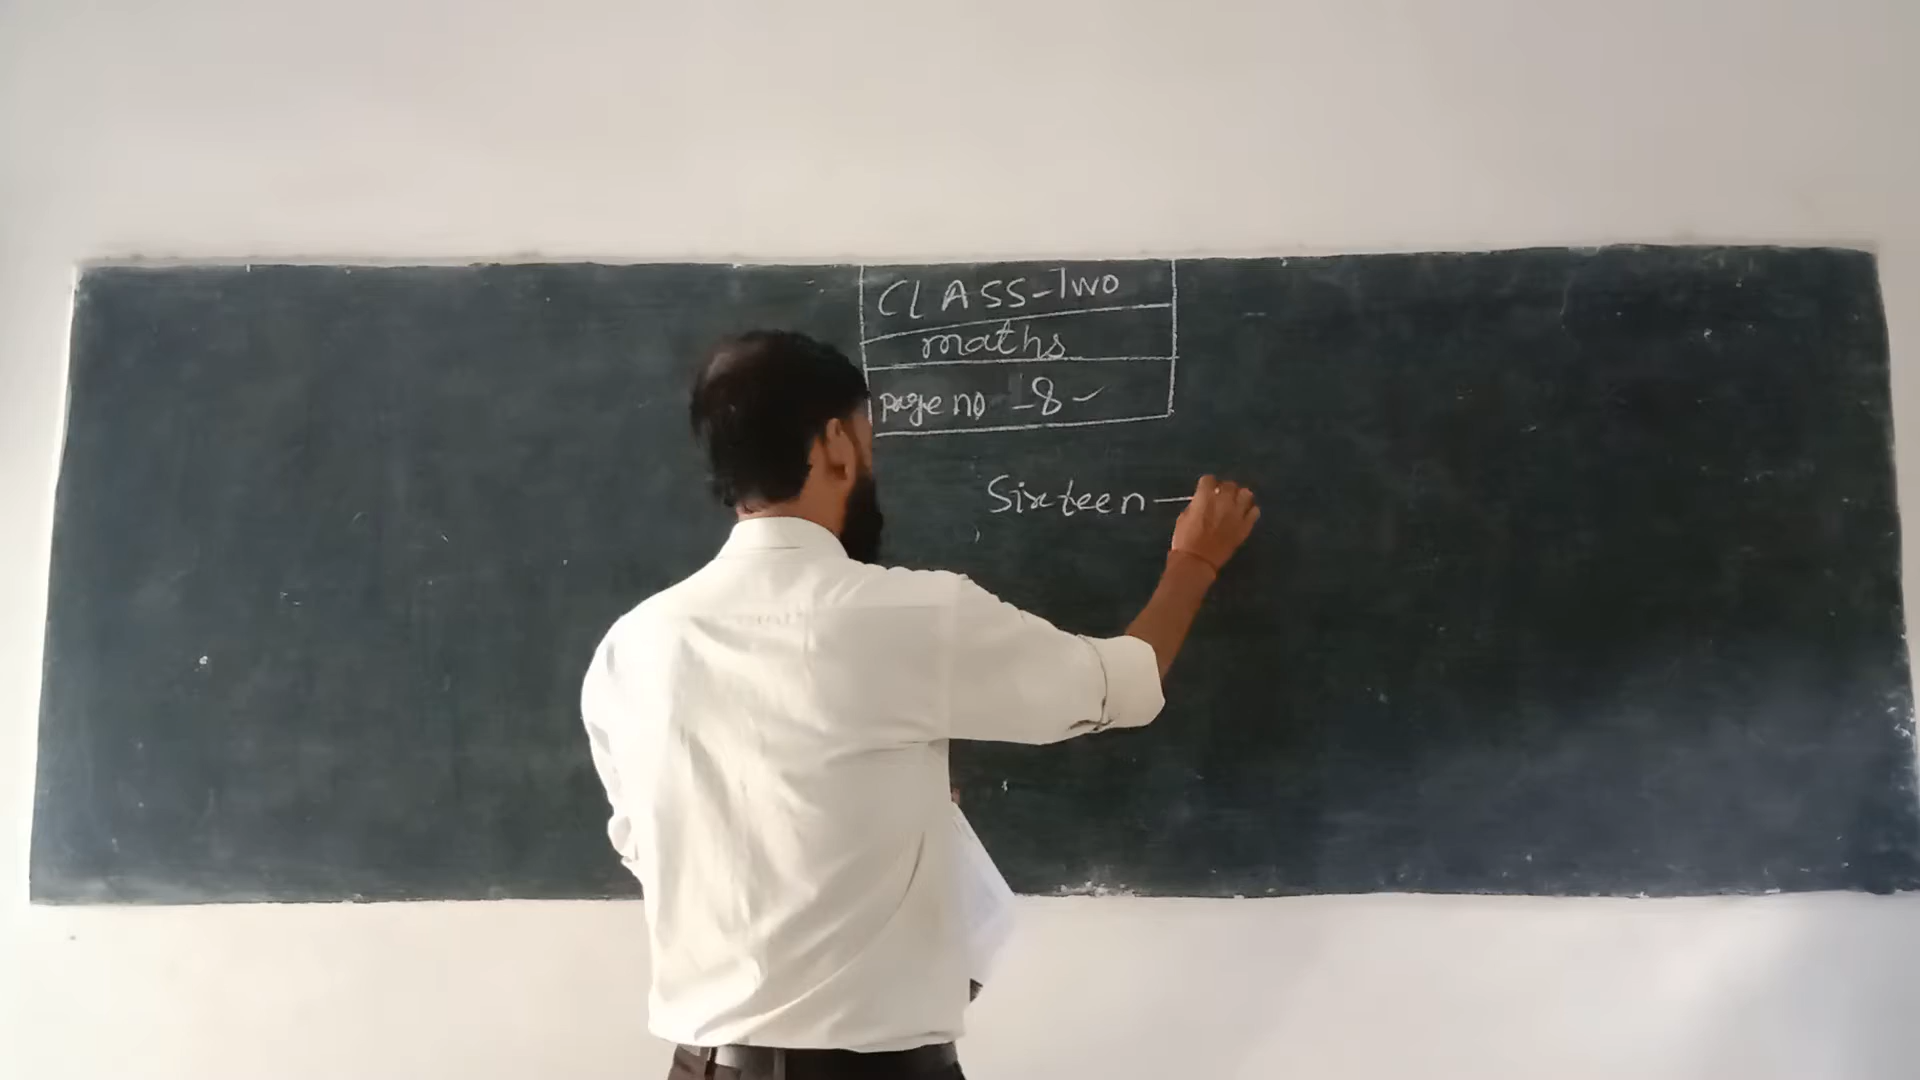 CLASS-Two
maths
page no -8-
Sixteen —